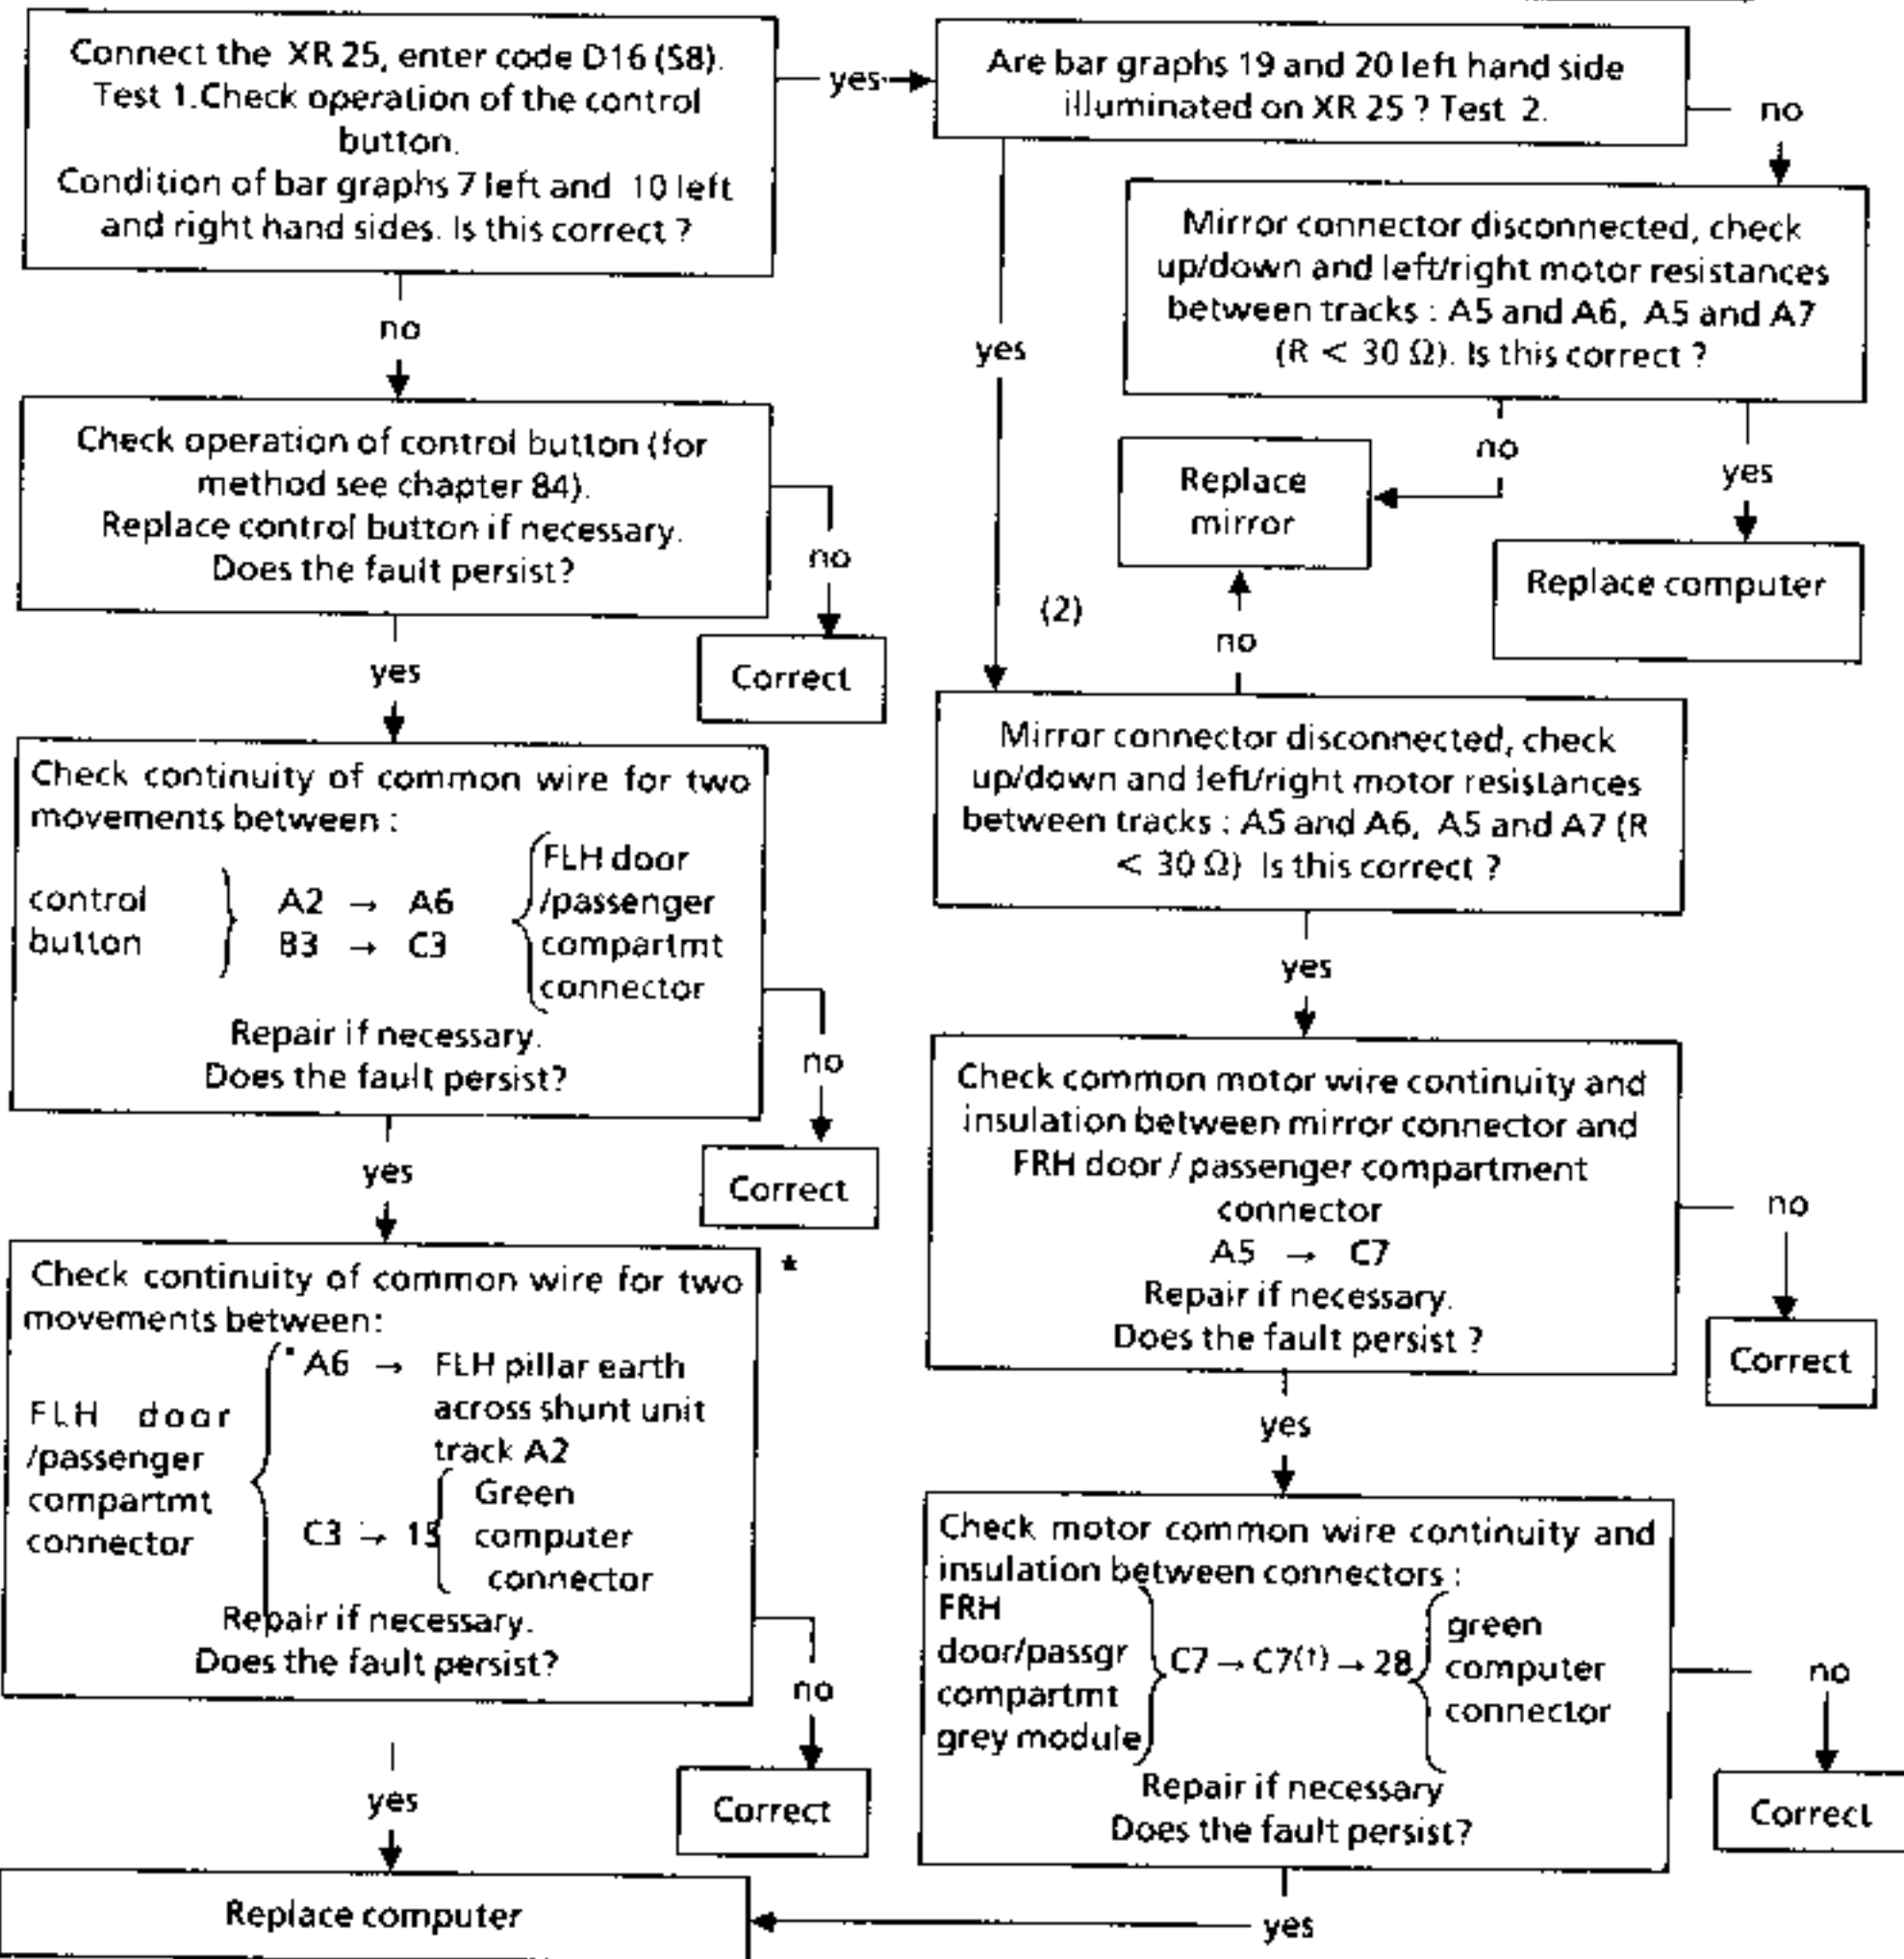 Connect the XR 25, enter code D16 (S8).
Test 1.Check operation of the control
button.
Condition of bar graphs 7 left and 10 left
and right hand sides. Is this correct ?
yes
Are bar graphs 19 and 20 left hand side
illuminated on XR 25 ? Test 2.
no
Mirror connector disconnected, check
up/down and left/right motor resistances
between tracks : A5 and A6, A5 and A7
(R < 30 Ω). Is this correct ?
no
yes
Replace
mirror
Replace computer
yes
(2)
no
no
Check operation of control button (for
method see chapter 84).
Replace control button if necessary.
Does the fault persist?
no
Correct
yes
Mirror connector disconnected, check
up/down and left/right motor resistances
between tracks : A5 and A6, A5 and A7 (R
< 30 Ω) Is this correct ?
yes
Check continuity of common wire for two
movements between :
control
button
A2 → A6
B3 → C3
FLH door
/passenger
compartmt
connector
Repair if necessary.
Does the fault persist?
no
Correct
yes
Check common motor wire continuity and
insulation between mirror connector and
FRH door / passenger compartment
connector
A5 → C7
Repair if necessary.
Does the fault persist ?
no
Correct
yes
*
Check continuity of common wire for two
movements between:
FLH door
/passenger
compartmt
connector
A6 → FLH pillar earth
across shunt unit
track A2
C3 → 15
Green
computer
connector
Repair if necessary.
Does the fault persist?
no
Correct
yes
Check motor common wire continuity and
insulation between connectors :
FRH
door/passgr
compartmt
grey module
C7 → C7(1) → 28
green
computer
connector
Repair if necessary
Does the fault persist?
no
Correct
yes
Replace computer